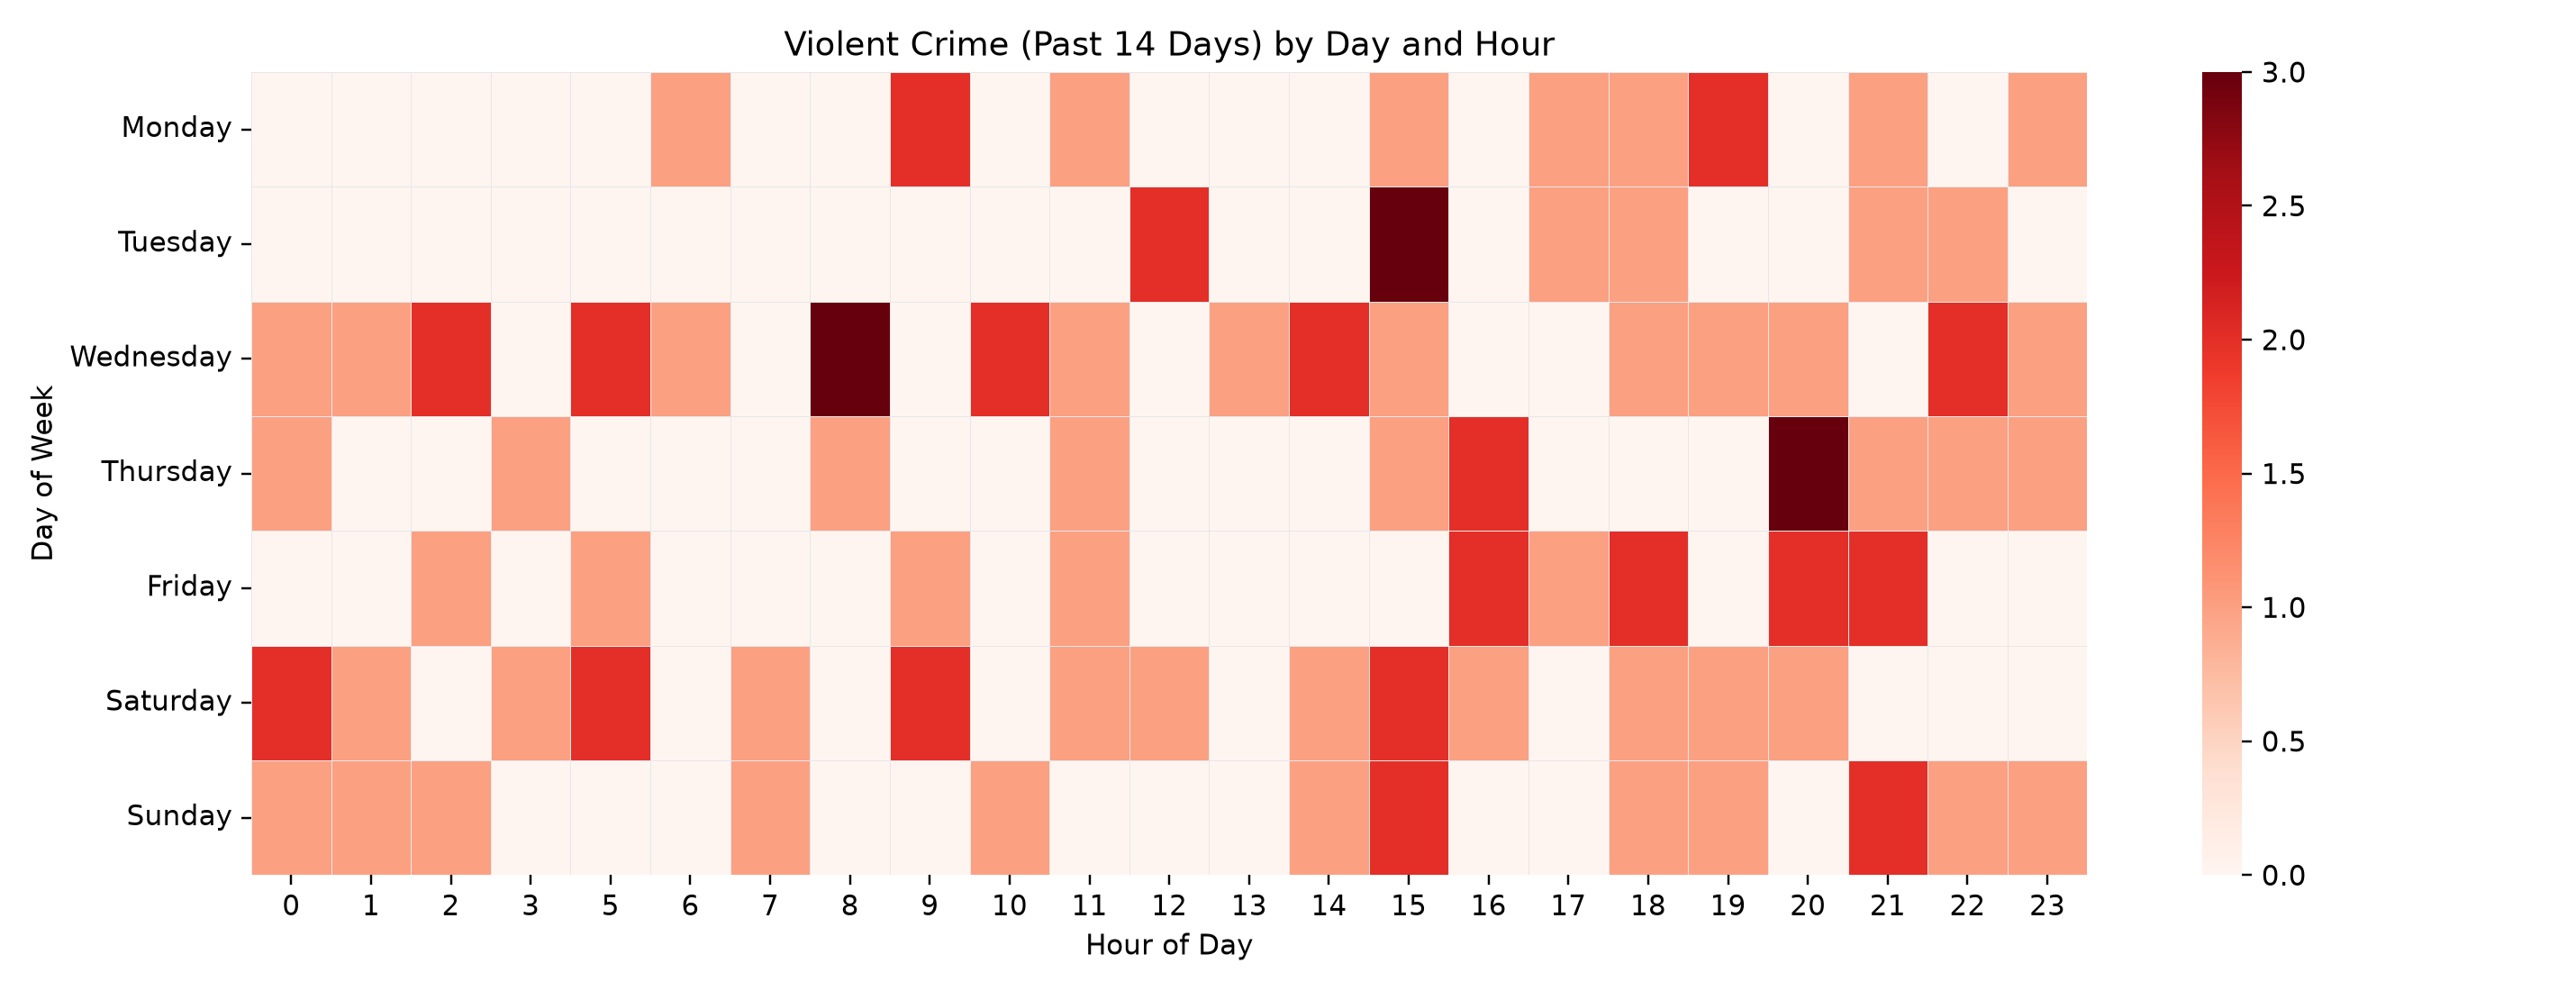 Violent Crime (Past 14 Days) by Day and Hour
Day of Week
Monday
Tuesday
Wednesday
Thursday
Friday
Saturday
Sunday
0 1 2 3 5 6 7 8 9 10 11 12 13 14 15 16 17 18 19 20 21 22 23
Hour of Day
3.0
2.5
2.0
1.5
1.0
0.5
0.0